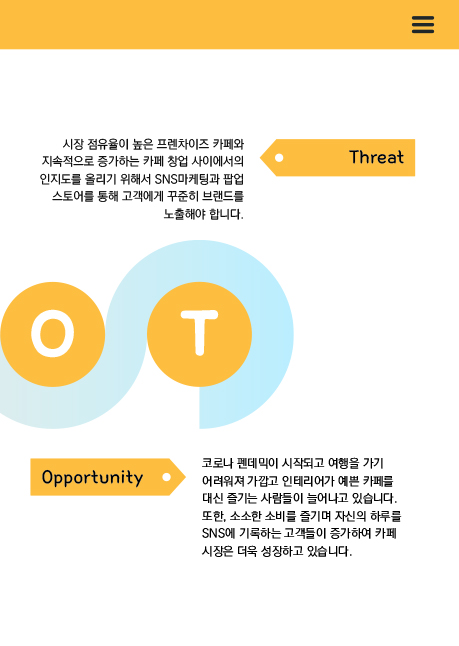 시장 점유율이 높은 프렌차이즈 카페와
지속적으로 증가하는 카페 창업 사이에서의
인지도를 올리기 위해서 SNS마케팅과 팝업
스토어를 통해 고객에게 꾸준히 브랜드를
노출해야 합니다.
Threat
O
T
Opportunity
코로나 펜데믹이 시작되고 여행을 가기
어려워져 가깝고 인테리어가 예쁜 카페를
대신 즐기는 사람들이 늘어나고 있습니다.
또한, 소소한 소비를 즐기며 자신의 하루를
SNS에 기록하는 고객들이 증가하여 카페
시장은 더욱 성장하고 있습니다.